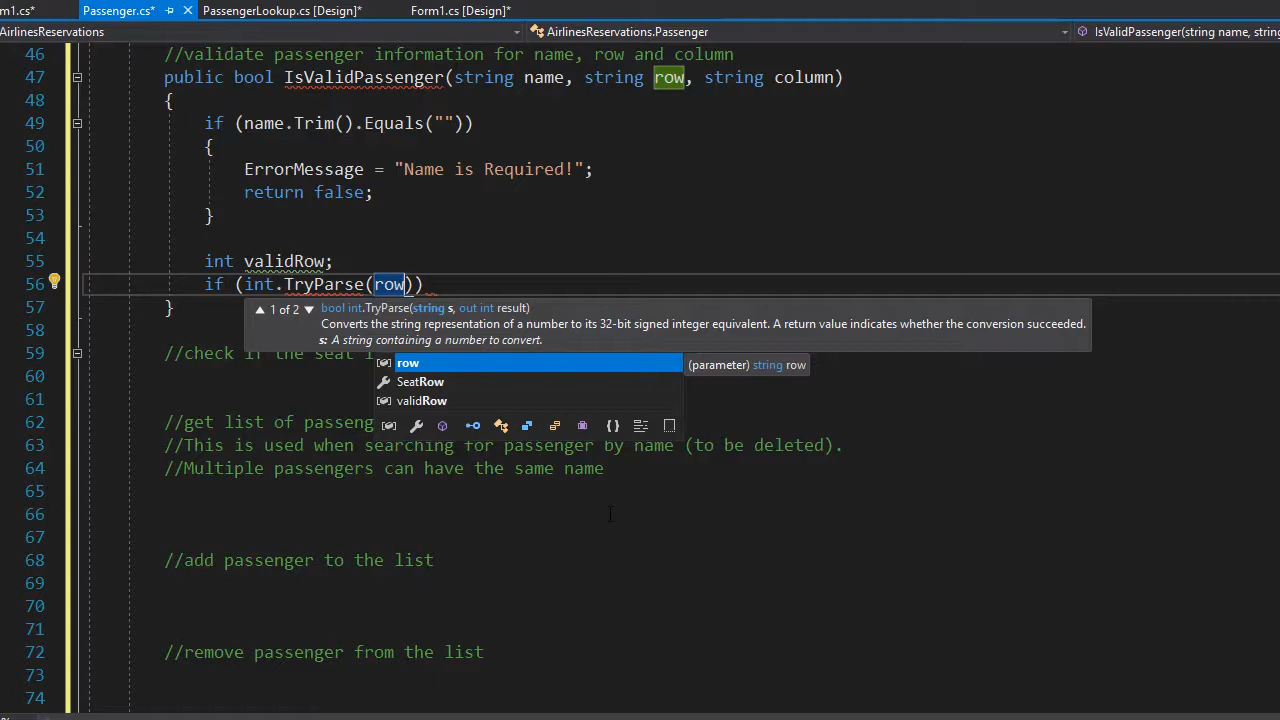 m1.cs*
Passenger.cs*
PassengerLookup.cs [Design]*
Form1.cs [Design]*
AirlinesReservations
AirlinesReservations.Passenger
IsValidPassenger(string name, string
46 //validate passenger information for name, row and column
47 public bool IsValidPassenger(string name, string row, string column)
48 {
49 if (name.Trim().Equals(""))
50 {
51 ErrorMessage = "Name is Required!";
52 return false;
53 }
54
55 int validRow;
56 if (int.TryParse(row))
57 }
1 of 2 bool int.TryParse(string s, out int result)
Converts the string representation of a number to its 32-bit signed integer equivalent. A return value indicates whether the conversion succeeded.
s: A string containing a number to convert.
58
59 //check if the seat
row
(parameter) string row
60
SeatRow
61
validRow
62 //get list of passeng
63 //This is used when searching for passenger by name (to be deleted).
64 //Multiple passengers can have the same name
65
66
67
68 //add passenger to the list
69
70
71
72 //remove passenger from the list
73
74